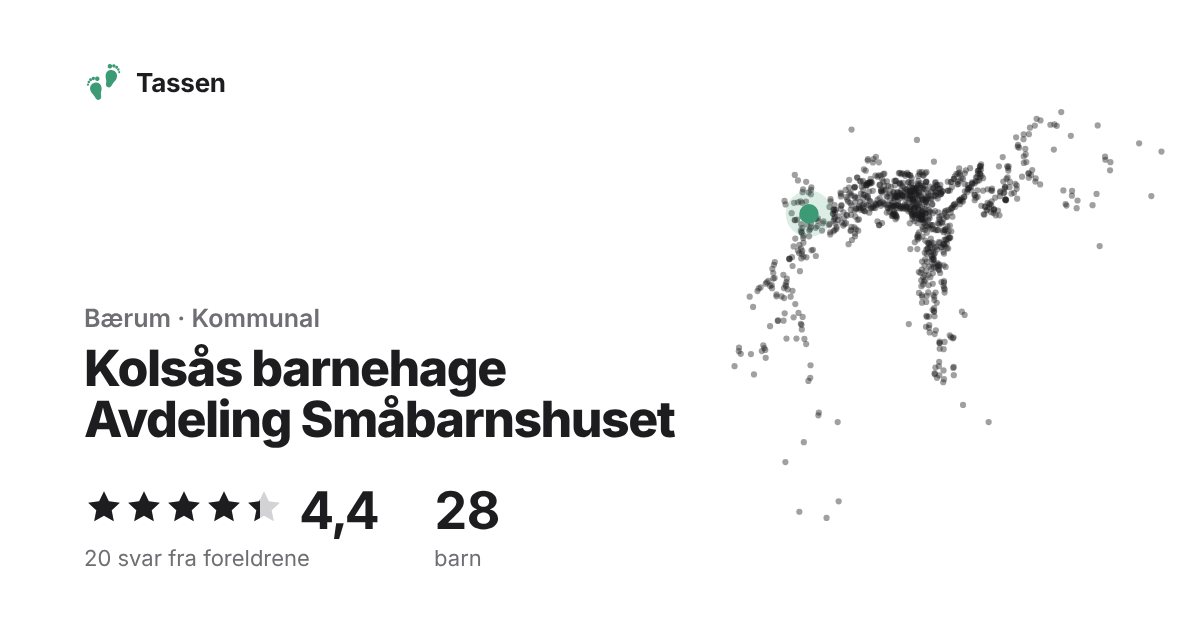 Tassen
Bærum · Kommunal
Kolsås barnehage
Avdeling Småbarnshuset
4,4
28
20 svar fra foreldrene
barn